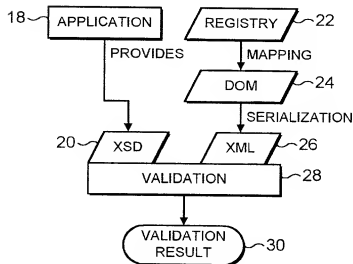 18
APPLICATION
REGISTRY
22
PROVIDES
MAPPING
DOM
24
SERIALIZATION
20
XSD
XML
26
VALIDATION
28
VALIDATION
RESULT
30